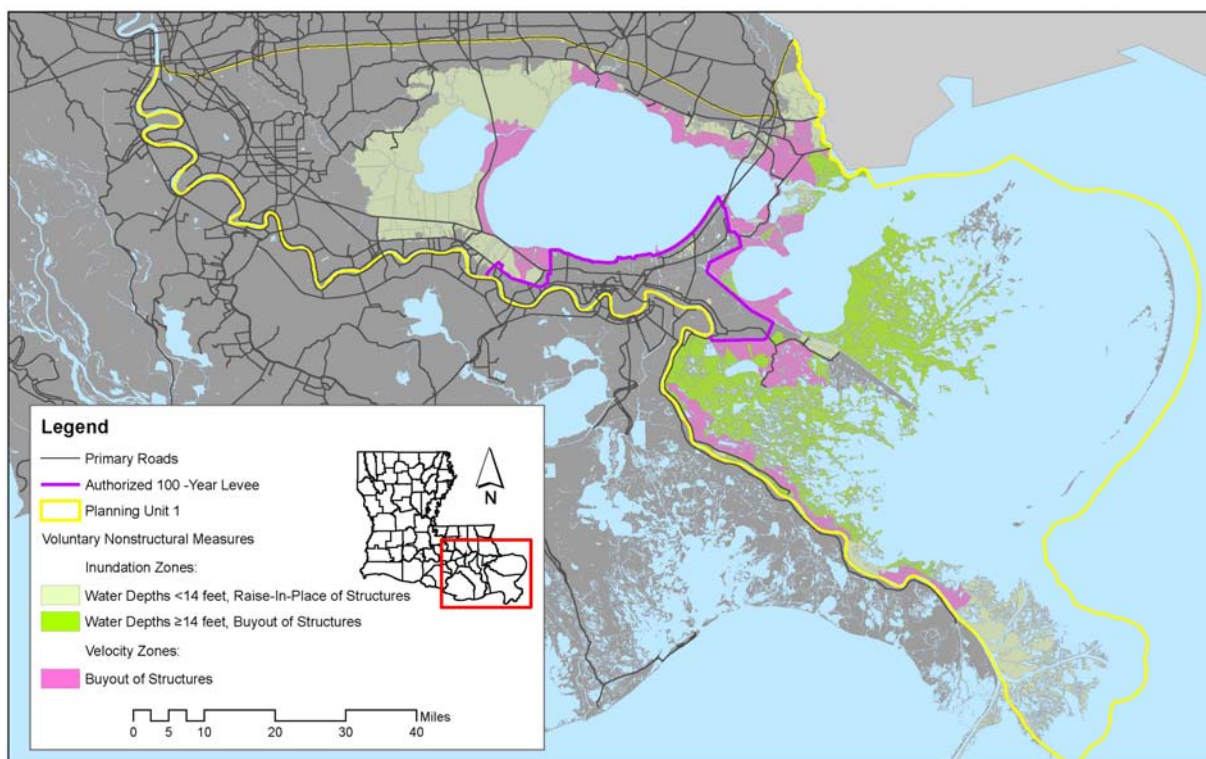 Legend
Primary Roads
Authorized 100 -Year Levee
Planning Unit 1
Voluntary Nonstructural Measures
Inundation Zones:
Water Depths <14 feet, Raise-In-Place of Structures
Water Depths ≥14 feet, Buyout of Structures
Velocity Zones:
Buyout of Structures
N
Miles
0 5 10 20 30 40